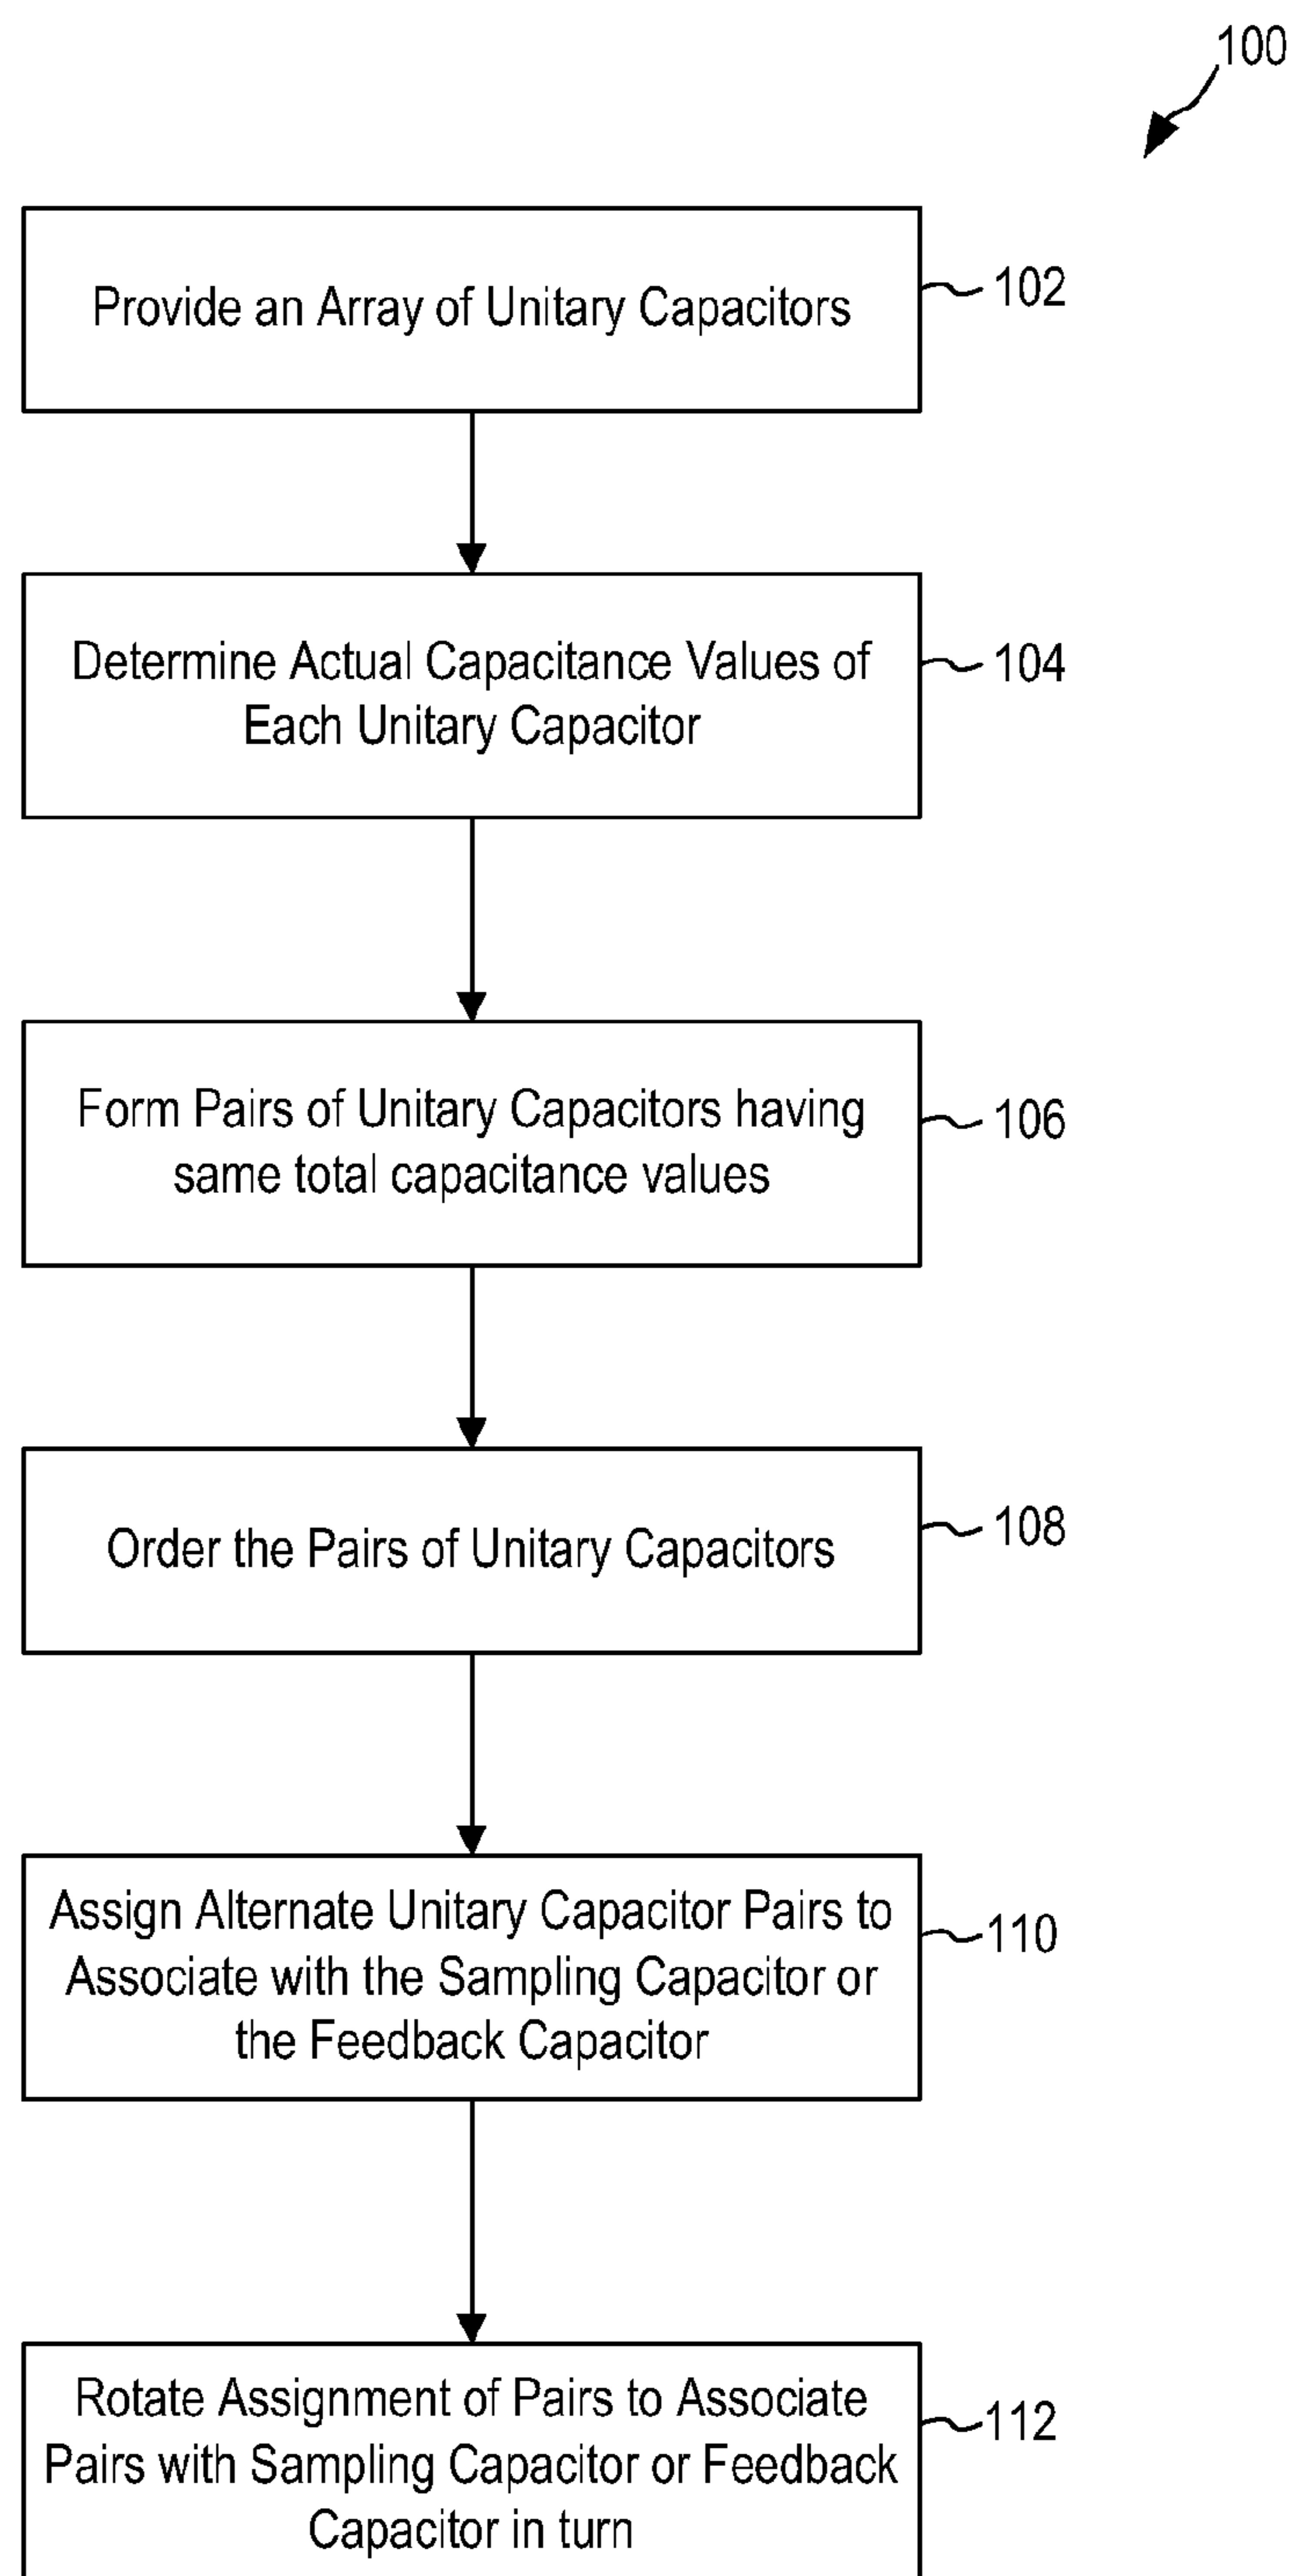 100
Provide an Array of Unitary Capacitors
102
Determine Actual Capacitance Values of
Each Unitary Capacitor
104
Form Pairs of Unitary Capacitors having
same total capacitance values
106
Order the Pairs of Unitary Capacitors
108
Assign Alternate Unitary Capacitor Pairs to
Associate with the Sampling Capacitor or
the Feedback Capacitor
110
Rotate Assignment of Pairs to Associate
Pairs with Sampling Capacitor or Feedback
Capacitor in turn
112